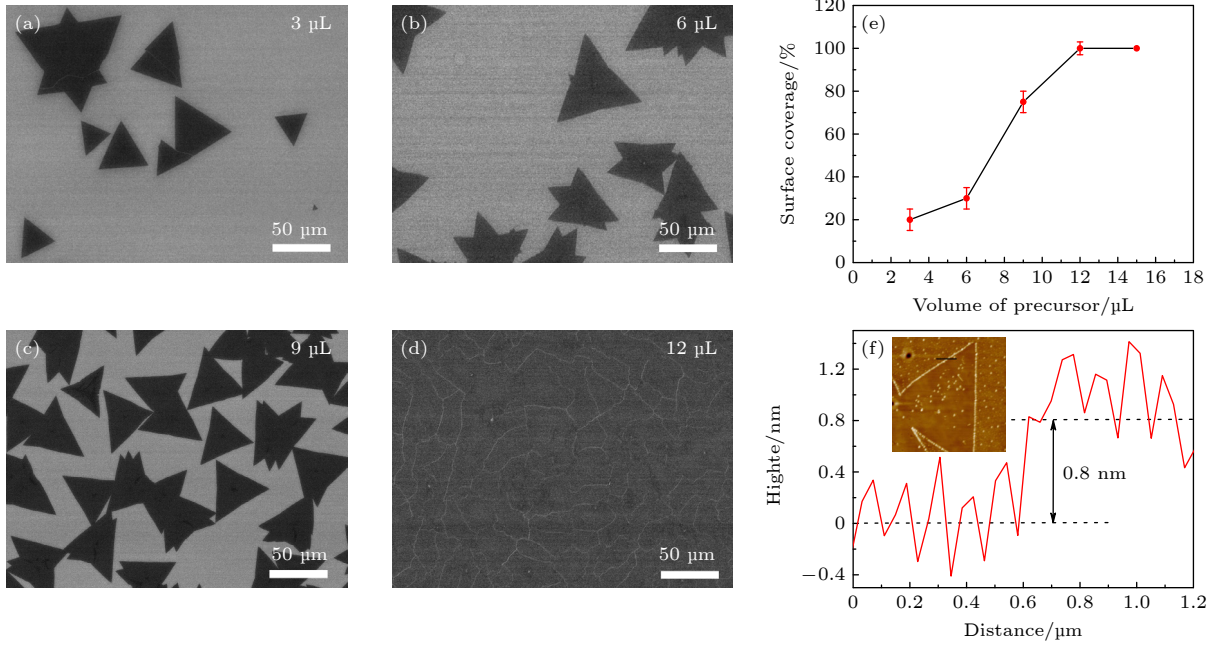 (a) 3 µL
50 µm
(b) 6 µL
50 µm
(e)
120
100
80
60
40
20
0
0 2 4 6 8 10 12 14 16 18
Surface coverage/%
Volume of precursor/µL
(c) 9 µL
50 µm
(d) 12 µL
50 µm
(f)
1.2
0.8
0.4
0
−0.4
0 0.2 0.4 0.6 0.8 1.0 1.2
Highte/nm
0.8 nm
Distance/µm